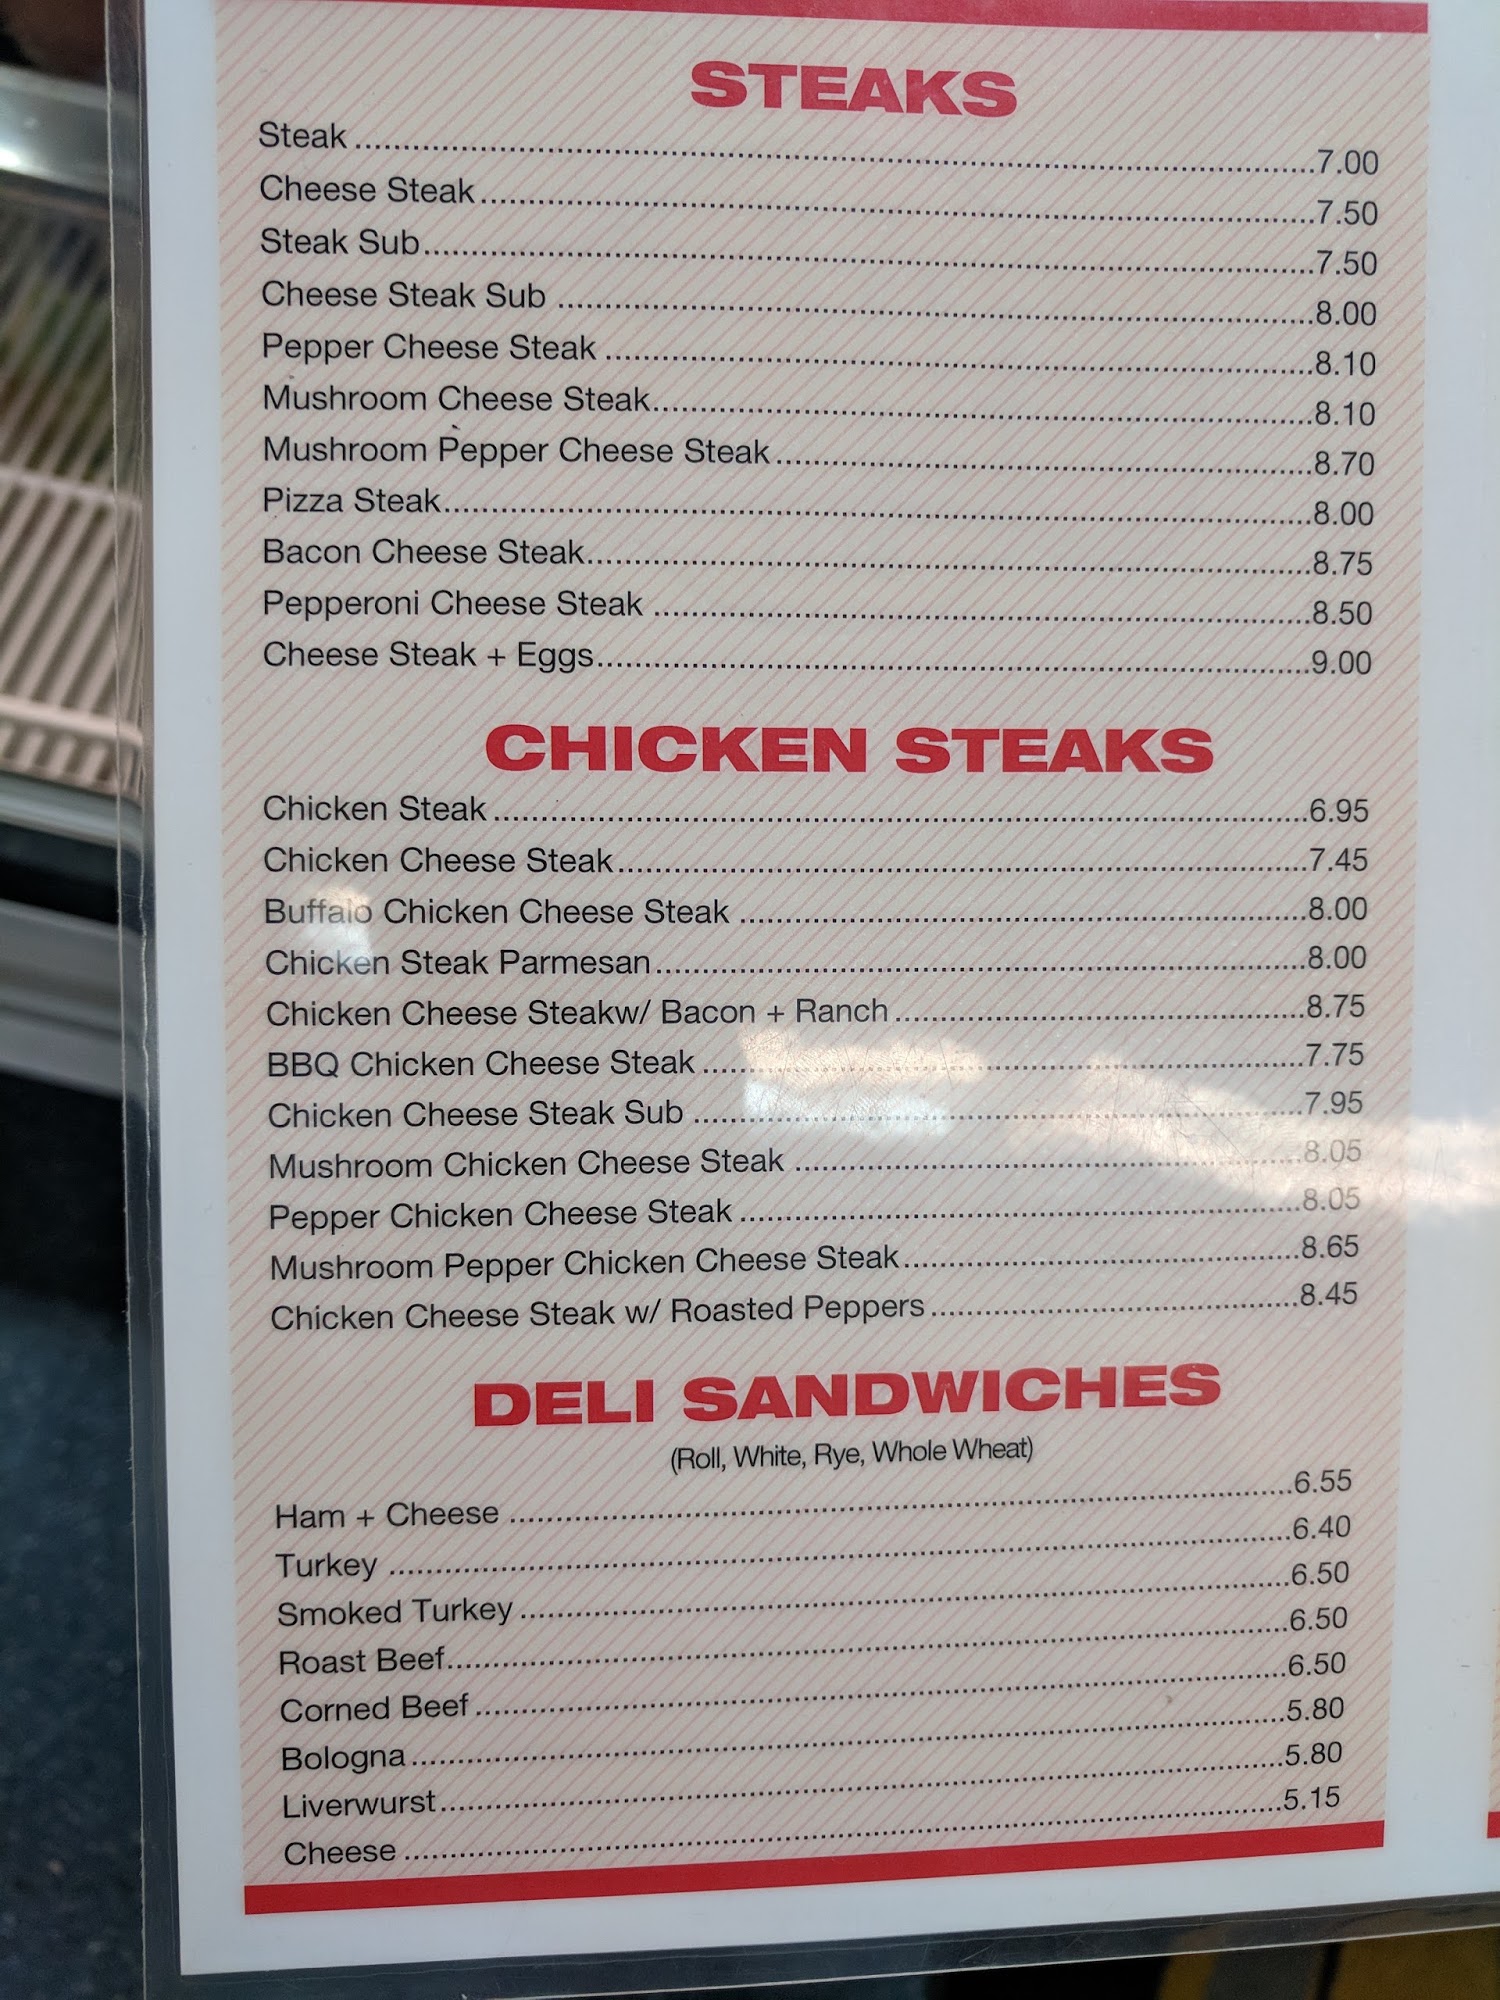 STEAKS
Steak 7.00
Cheese Steak 7.50
Steak Sub 7.50
Cheese Steak Sub 8.00
Pepper Cheese Steak 8.10
Mushroom Cheese Steak 8.10
Mushroom Pepper Cheese Steak 8.70
Pizza Steak 8.00
Bacon Cheese Steak 8.75
Pepperoni Cheese Steak 8.50
Cheese Steak + Eggs 9.00
CHICKEN STEAKS
Chicken Steak 6.95
Chicken Cheese Steak 7.45
Buffalo Chicken Cheese Steak 8.00
Chicken Steak Parmesan 8.00
Chicken Cheese Steakw/ Bacon + Ranch 8.75
BBQ Chicken Cheese Steak 7.75
Chicken Cheese Steak Sub 7.95
Mushroom Chicken Cheese Steak 8.05
Pepper Chicken Cheese Steak 8.05
Mushroom Pepper Chicken Cheese Steak 8.65
Chicken Cheese Steak w/ Roasted Peppers 8.45
DELI SANDWICHES
(Roll, White, Rye, Whole Wheat)
Ham + Cheese 6.55
Turkey 6.40
Smoked Turkey 6.50
Roast Beef 6.50
Corned Beef 6.50
Bologna 5.80
Liverwurst 5.80
Cheese 5.15